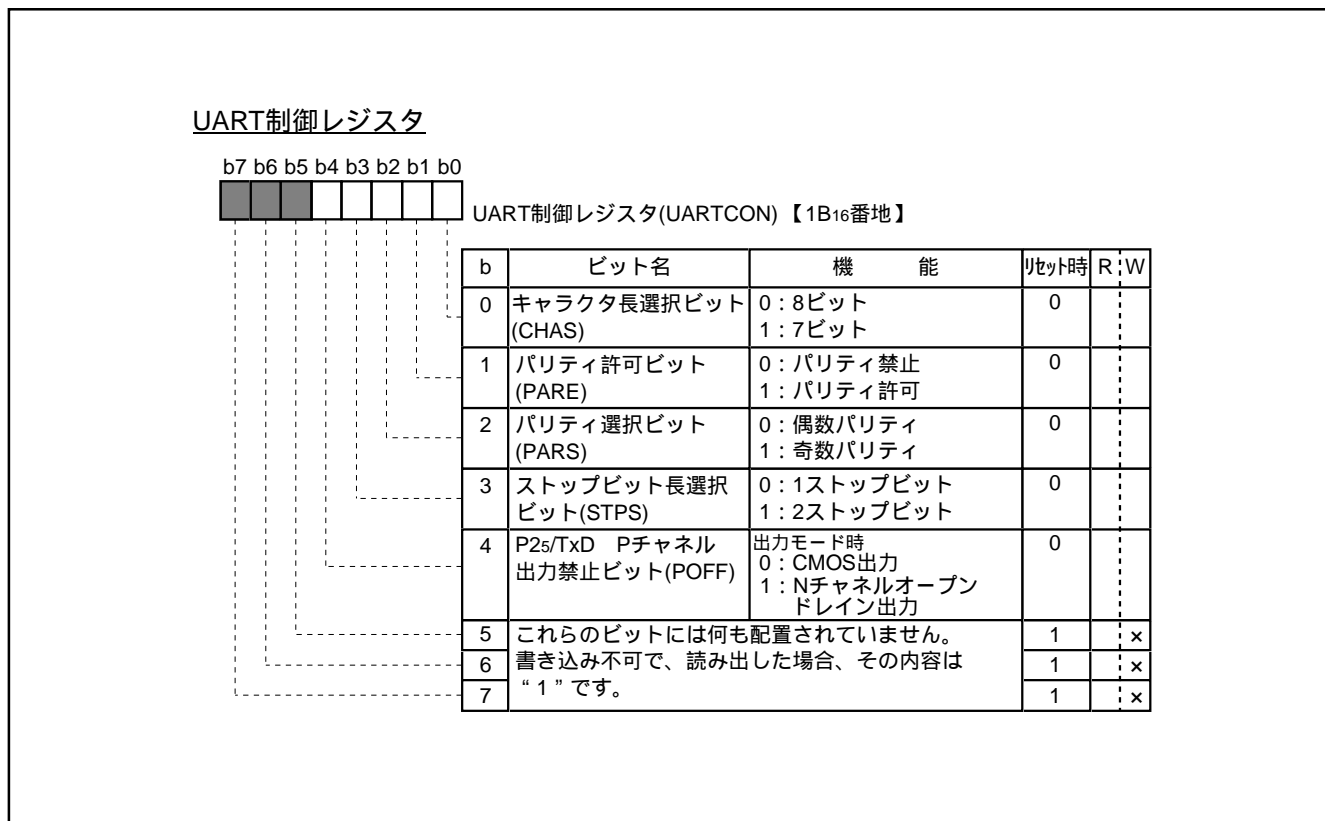 UART制御レジスタ
b7 b6 b5 b4 b3 b2 b1 b0
UART制御レジスタ(UARTCON)【1B16番地】
b ビット名 機 能 リセット時 R W
0 キャラクタ長選択ビット 0：8ビット 0
(CHAS) 1：7ビット
1 パリティ許可ビット 0：パリティ禁止 0
(PARE) 1：パリティ許可
2 パリティ選択ビット 0：偶数パリティ 0
(PARS) 1：奇数パリティ
3 ストップビット長選択 0：1ストップビット 0
ビット(STPS) 1：2ストップビット
4 P25/TxD Pチャネル 出力モード時 0
出力禁止ビット(POFF) 0：CMOS出力
1：Nチャネルオープン
ドレイン出力
5 これらのビットには何も配置されていません。 1 ×
6 書き込み不可で、読み出した場合、その内容は 1 ×
7 “1”です。 1 ×